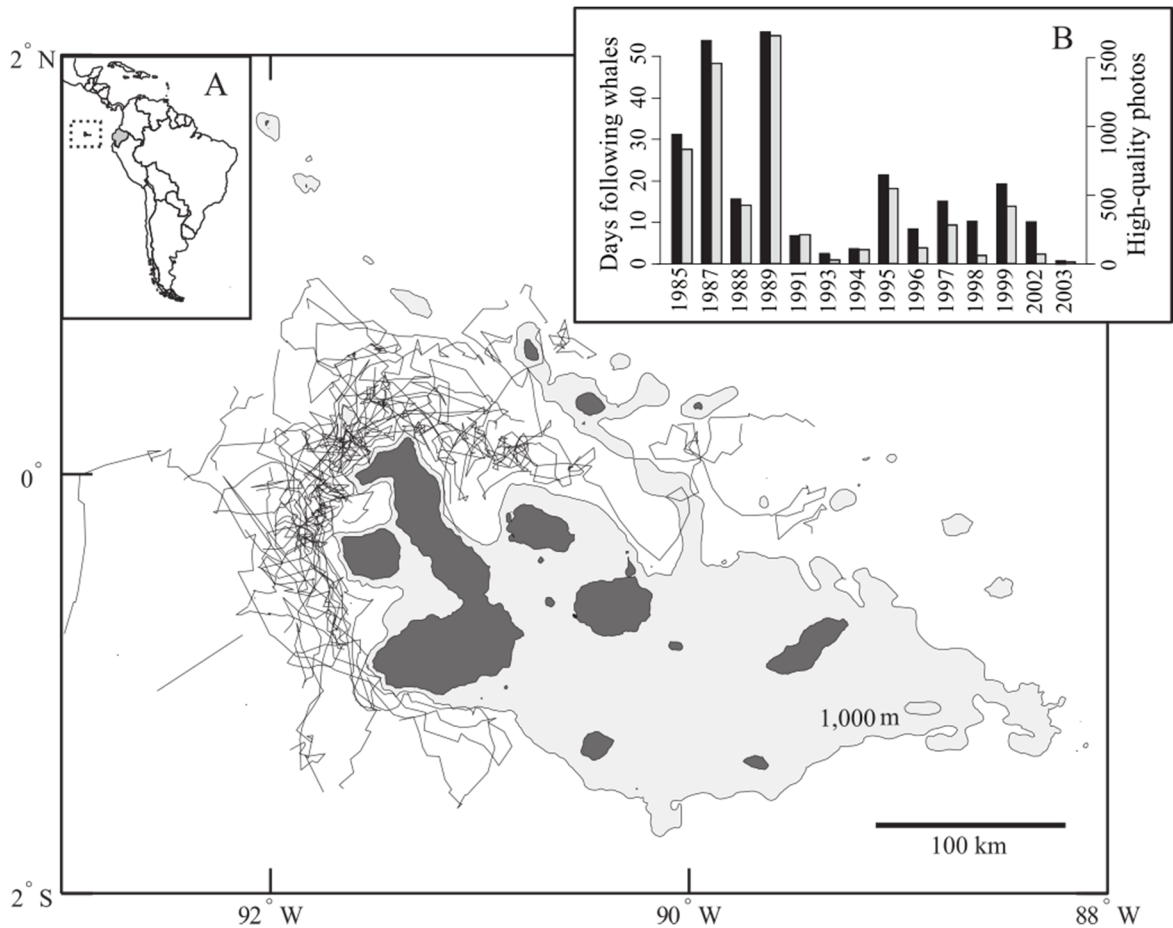 2° N
A
B
Days following whales
0 10 20 30 40 50
High-quality photos
0 500 1000 1500
1985 1987 1988 1989 1991 1993 1994 1995 1996 1997 1998 1999 2002 2003
0°
1,000 m
100 km
2° S
92° W 90° W 88° W